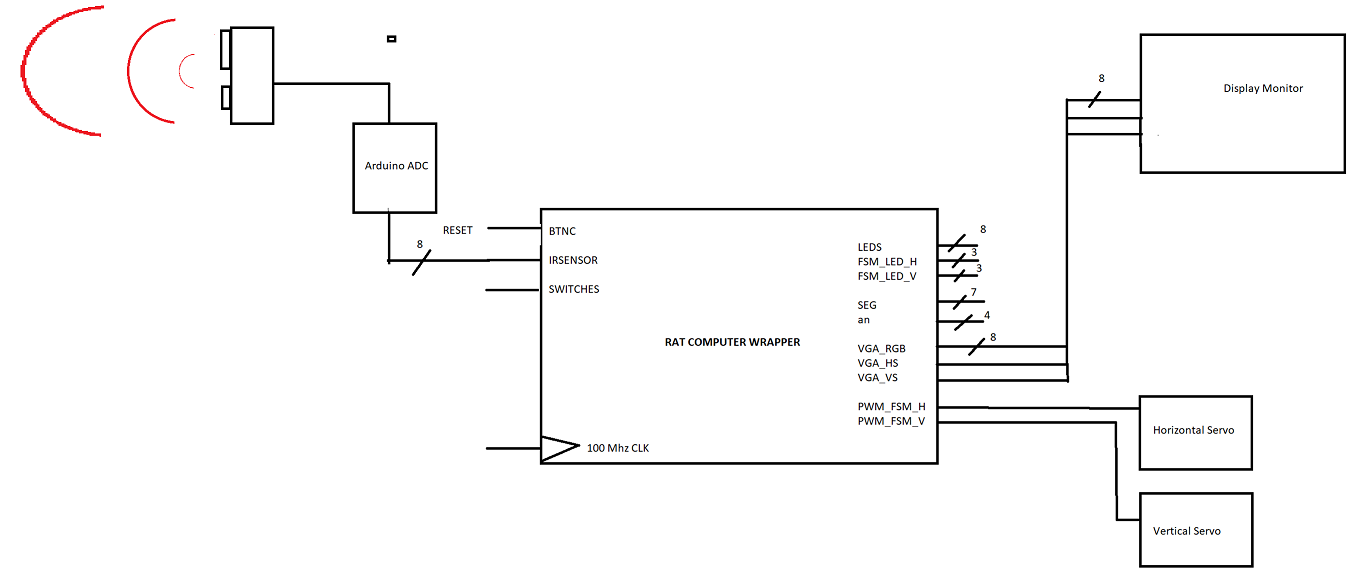 8
Display Monitor
Arduino ADC
RESET
8
BTNC
IRSENSOR
SWITCHES
RAT COMPUTER WRAPPER
100 Mhz CLK
LEDS
8
FSM_LED_H
3
FSM_LED_V
3
SEG
7
an
4
VGA_RGB
8
VGA_HS
VGA_VS
PWM_FSM_H
PWM_FSM_V
Horizontal Servo
Vertical Servo